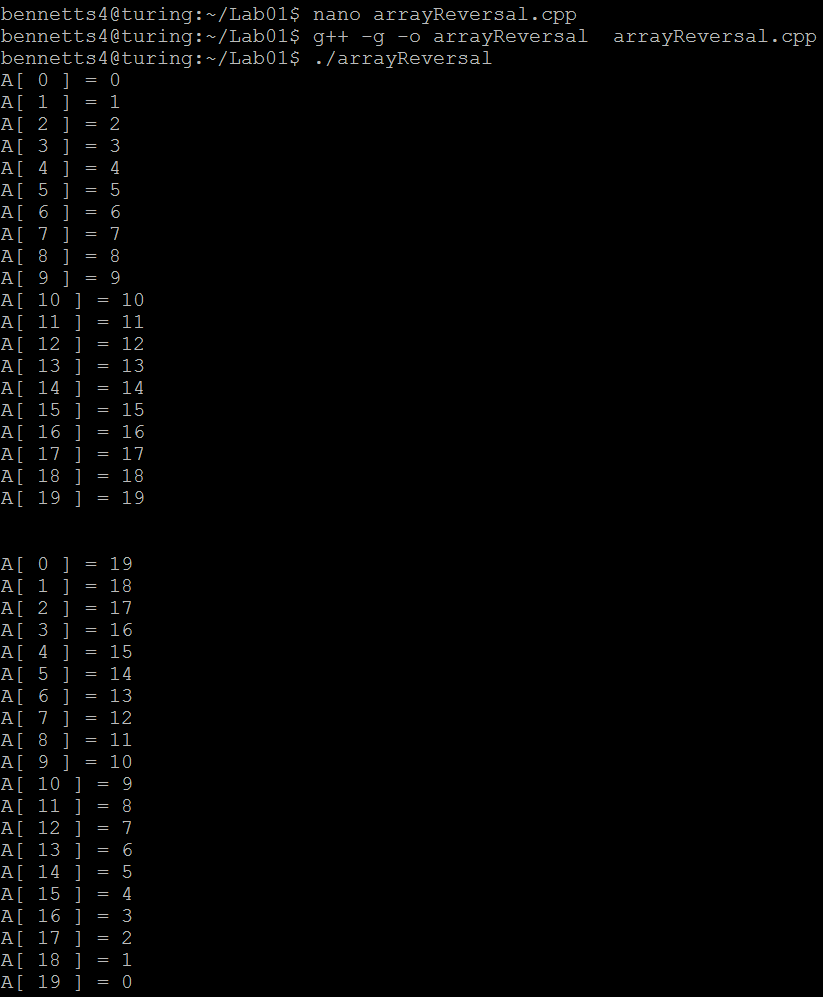 bennetts4@turing:~/Lab01$ nano arrayReversal.cpp
bennetts4@turing:~/Lab01$ g++ -g -o arrayReversal  arrayReversal.cpp
bennetts4@turing:~/Lab01$ ./arrayReversal
A[ 0 ] = 0
A[ 1 ] = 1
A[ 2 ] = 2
A[ 3 ] = 3
A[ 4 ] = 4
A[ 5 ] = 5
A[ 6 ] = 6
A[ 7 ] = 7
A[ 8 ] = 8
A[ 9 ] = 9
A[ 10 ] = 10
A[ 11 ] = 11
A[ 12 ] = 12
A[ 13 ] = 13
A[ 14 ] = 14
A[ 15 ] = 15
A[ 16 ] = 16
A[ 17 ] = 17
A[ 18 ] = 18
A[ 19 ] = 19
A[ 0 ] = 19
A[ 1 ] = 18
A[ 2 ] = 17
A[ 3 ] = 16
A[ 4 ] = 15
A[ 5 ] = 14
A[ 6 ] = 13
A[ 7 ] = 12
A[ 8 ] = 11
A[ 9 ] = 10
A[ 10 ] = 9
A[ 11 ] = 8
A[ 12 ] = 7
A[ 13 ] = 6
A[ 14 ] = 5
A[ 15 ] = 4
A[ 16 ] = 3
A[ 17 ] = 2
A[ 18 ] = 1
A[ 19 ] = 0